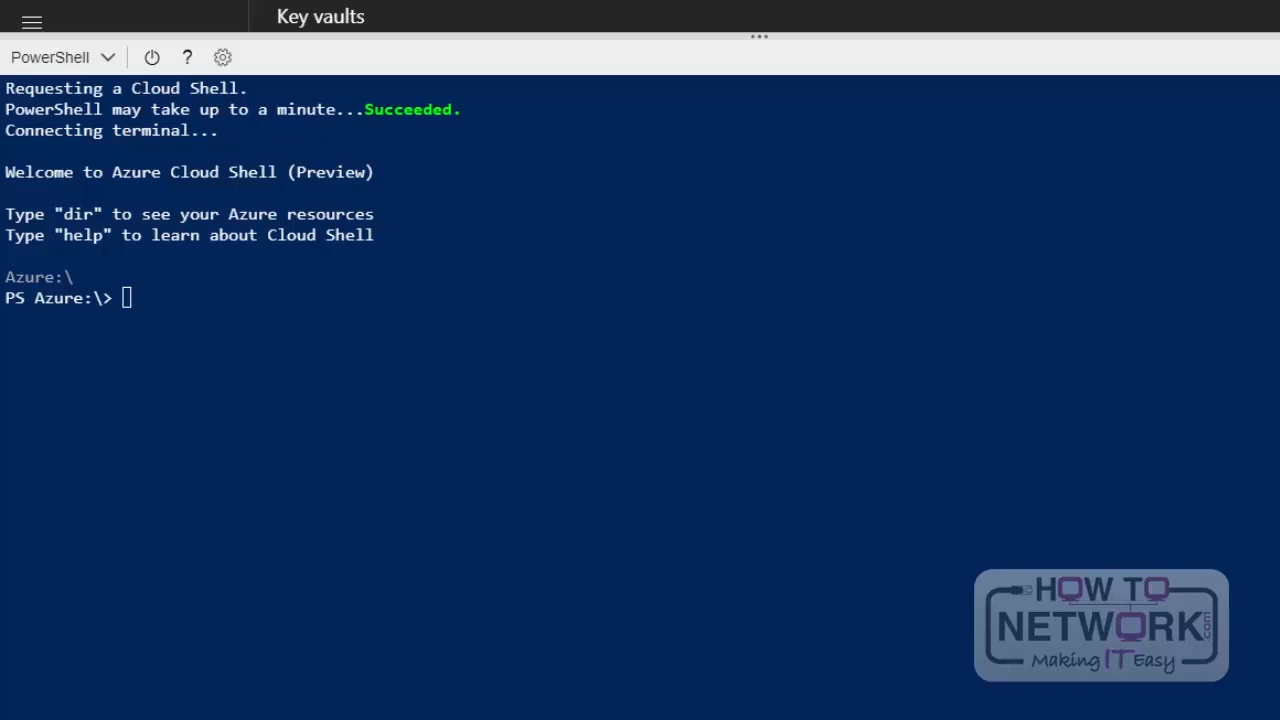 Key vaults
PowerShell
?
Requesting a Cloud Shell.
PowerShell may take up to a minute...Succeeded.
Connecting terminal...
Welcome to Azure Cloud Shell (Preview)
Type "dir" to see your Azure resources
Type "help" to learn about Cloud Shell
Azure:\
PS Azure:\>
HOW TO
NETWORK.com
Making IT Easy